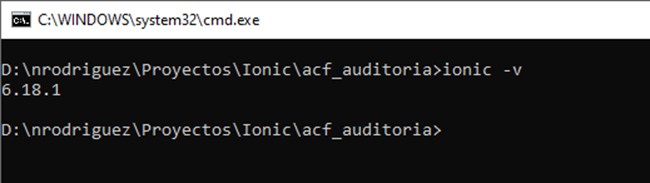 C:\WINDOWS\system32\cmd.exe
D:\nrodriguez\Proyectos\Ionic\acf_auditoria>ionic -v
6.18.1
D:\nrodriguez\Proyectos\Ionic\acf_auditoria>